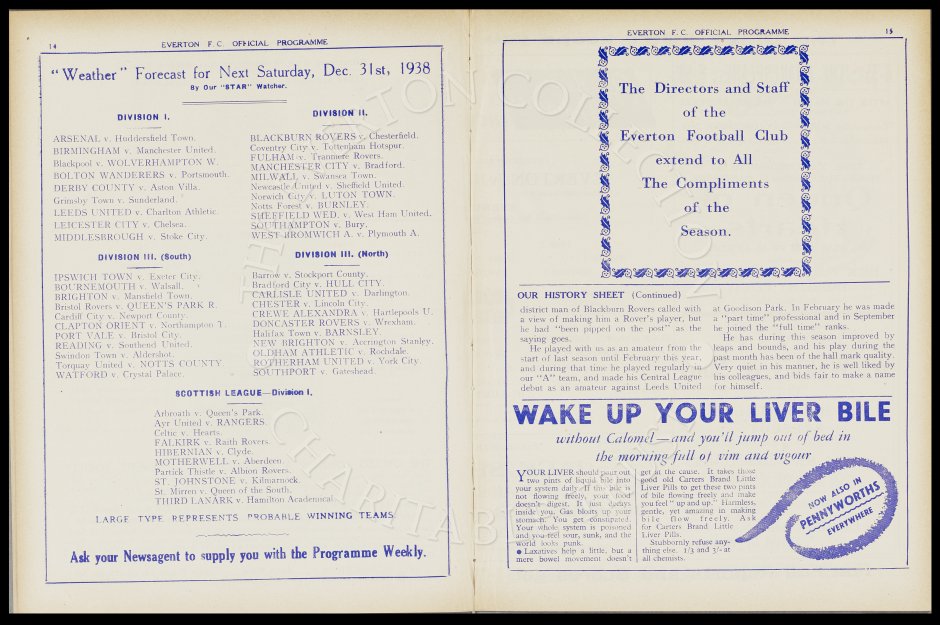 14
EVERTON F. C. OFFICIAL PROGRAMME
"Weather" Forecast for Next Saturday, Dec. 31st, 1938
By Our "STAR" Watcher.
DIVISION I.
ARSENAL v. Huddersfield Town.
BIRMINGHAM v. Manchester United.
Blackpool v. WOLVERHAMPTON W.
BOLTON WANDERERS v. Portsmouth.
DERBY COUNTY v. Aston Villa.
Grimsby Town v. Sunderland.
LEEDS UNITED v. Charlton Athletic.
LEICESTER CITY v. Chelsea.
MIDDLESBROUGH v. Stoke City.
DIVISION II.
BLACKBURN ROVERS v. Chesterfield.
Coventry City v. Tottenham Hotspur.
FULHAM v. Tranmere Rovers.
MANCHESTER CITY v. Bradford.
MILWALL v. Swansea Town.
Newcastle United v. Sheffield United.
Norwich City v. LUTON TOWN.
Notts Forest v. BURNLEY.
SHEFFIELD WED. v. West Ham United.
SOUTHAMPTON v. Bury.
WEST BROMWICH A. v. Plymouth A.
DIVISION III. (South)
IPSWICH TOWN v. Exeter City.
BOURNEMOUTH v. Walsall.
BRIGHTON v. Mansfield Town.
Bristol Rovers v. QUEEN'S PARK R.
Cardiff City v. Newport County.
CLAPTON ORIENT v. Northampton T.
PORT VALE v. Bristol City.
READING v. Southend United.
Swindon Town v. Aldershot.
Torquay United v. NOTTS COUNTY
WATFORD v. Crystal Palace.
DIVISION III. (North)
Barrow v. Stockport County.
Bradford City v. HULL CITY.
CARLISLE UNITED v. Darlington.
CHESTER v. Lincoln City.
CREWE ALEXANDRA v. Hartlepools U.
DONCASTER ROVERS v. Wrexham.
Halifax Town v. BARNSLEY.
NEW BRIGHTON v. Accrington Stanley.
OLDHAM ATHLETIC v. Rochdale.
ROTHERHAM UNITED v. York City
SOUTHPORT v. Gateshead.
SCOTTISH LEAGUE—Division I.
Arbroath v. Queen's Park.
Ayr United v. RANGERS.
Celtic v. Hearts.
FALKIRK v. Raith Rovers.
HIBERNIAN v. Clyde.
MOTHERWELL v. Aberdeen.
Partick Thistle v. Albion Rovers.
ST. JOHNSTONE v. Kilmarnock.
St. Mirren v. Queen of the South.
THIRD LANARK v. Hamilton Academical.
LARGE TYPE REPRESENTS PROBABLE WINNING TEAMS.
Ask your Newsagent to supply you with the Programme Weekly.
EVERTON F. C. OFFICIAL PROGRAMME
15
The Directors and Staff
of the
Everton Football Club
extend to All
The Compliments
of the
Season.
OUR HISTORY SHEET (Continued)
district man of Blackburn Rovers called with
a view of making him a Rover's player, but
he had "been pipped on the post" as the
saying goes.
He played with us as an amateur from the
start of last season until February this year,
and during that time he played regularly in
our "A" team, and made his Central League
debut as an amateur against Leeds United
at Goodison Park. In February he was made
a "part time" professional and in September
he joined the "full time" ranks.
He has during this season improved by
leaps and bounds, and his play during the
past month has been of the hall mark quality.
Very quiet in his manner, he is well liked by
his colleagues, and bids fair to make a name
for himself.
WAKE UP YOUR LIVER BILE
without Calomel—and you'll jump out of bed in
the morning full of vim and vigour
YOUR LIVER should pour out
two pints of liquid bile into
your system daily. If this bile is
not flowing freely, your food
doesn't digest. It just decays
inside you. Gas bloats up your
stomach. You get constipated.
Your whole system is poisoned
and you feel sour, sunk, and the
world looks punk.
● Laxatives help a little, but a
mere bowel movement doesn't
get at the cause. It takes those
good old Carters Brand Little
Liver Pills to get these two pints
of bile flowing freely and make
you feel "up and up." Harmless,
gentle, yet amazing in making
bile flow freely. Ask
for Carters Brand Little
Liver Pills.
Stubbornly refuse any-
thing else. 1/3 and 3/- at
all chemists.
NOW ALSO IN
PENNYWORTHS
EVERYWHERE